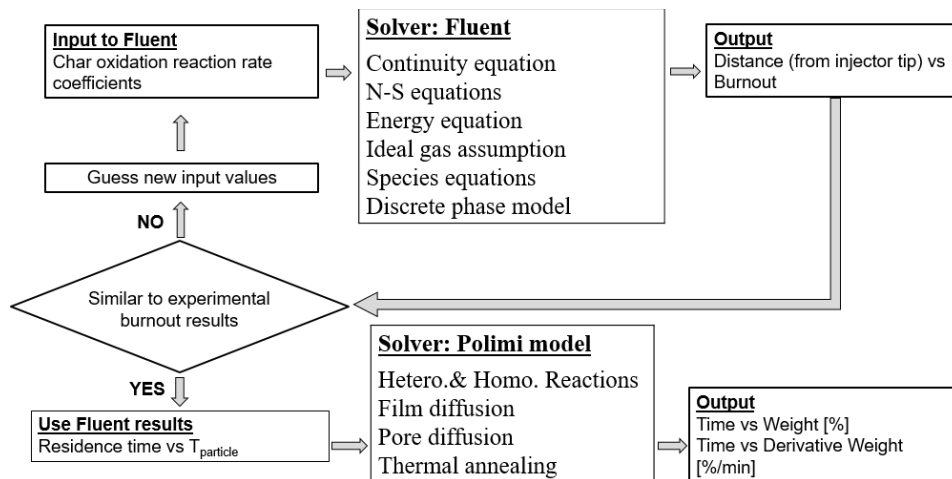 Input to Fluent
Char oxidation reaction rate
coefficients
Solver: Fluent
Continuity equation
N-S equations
Energy equation
Ideal gas assumption
Species equations
Discrete phase model
Output
Distance (from injector tip) vs
Burnout
Guess new input values
NO
Similar to experimental
burnout results
YES
Use Fluent results
Residence time vs Tparticle
Solver: Polimi model
Hetero.& Homo. Reactions
Film diffusion
Pore diffusion
Thermal annealing
Output
Time vs Weight [%]
Time vs Derivative Weight
[%/min]